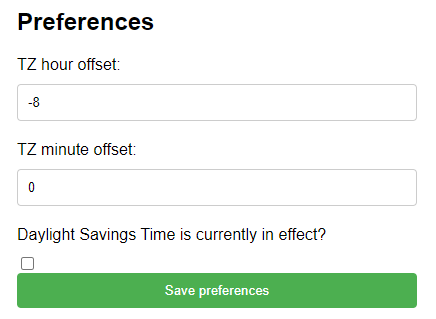 Preferences
TZ hour offset:
-8
TZ minute offset:
0
Daylight Savings Time is currently in effect?
Save preferences